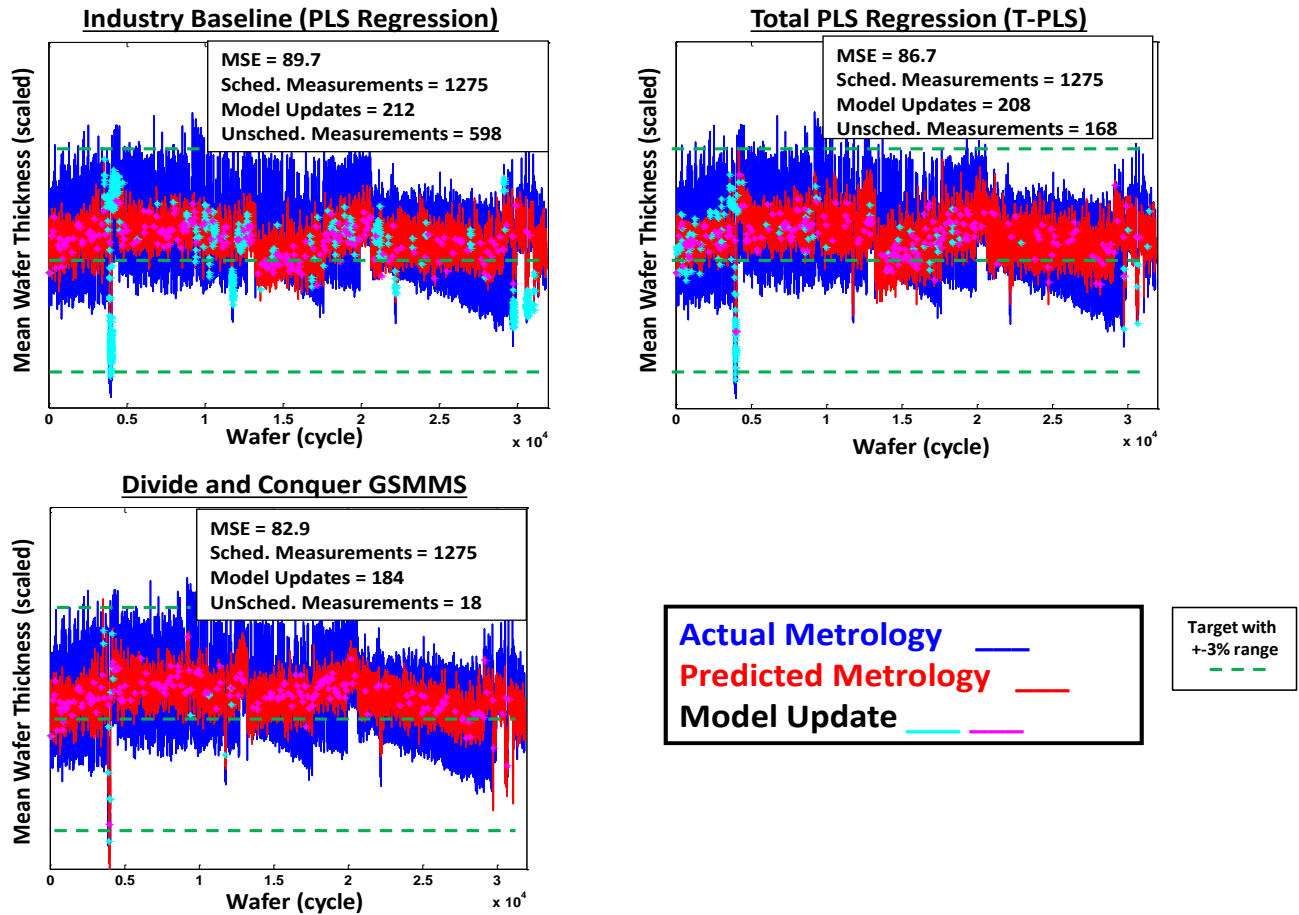 Industry Baseline (PLS Regression)
MSE = 89.7
Sched. Measurements = 1275
Model Updates = 212
Unsched. Measurements = 598
Mean Wafer Thickness (scaled)
0 0.5 1 1.5 2 2.5 3
x 10^4
Wafer (cycle)
Total PLS Regression (T-PLS)
MSE = 86.7
Sched. Measurements = 1275
Model Updates = 208
Unsched. Measurements = 168
Mean Wafer Thickness (scaled)
0 0.5 1 1.5 2 2.5 3
x 10^4
Wafer (cycle)
Divide and Conquer GSMMS
MSE = 82.9
Sched. Measurements = 1275
Model Updates = 184
UnSched. Measurements = 18
Mean Wafer Thickness (scaled)
0 0.5 1 1.5 2 2.5 3
x 10^4
Wafer (cycle)
Actual Metrology
Predicted Metrology
Model Update
Target with
+-3% range